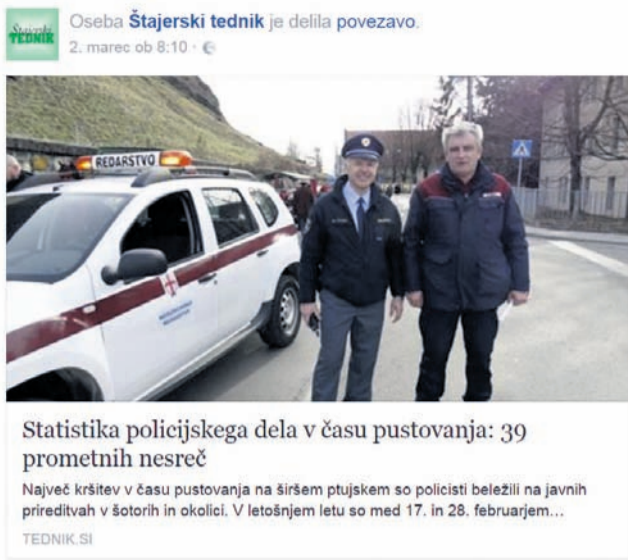 Štajerski
TEDNIK
Oseba Štajerski tednik je delila povezavo.
2. marec ob 8:10 ·
REDARSTVO
Statistika policijskega dela v času pustovanja: 39
prometnih nesreč
Največ kršitev v času pustovanja na širšem ptujskem so policisti beležili na javnih
prireditvah v šotorih in okolici. V letošnjem letu so med 17. in 28. februarjem...
TEDNIK.SI